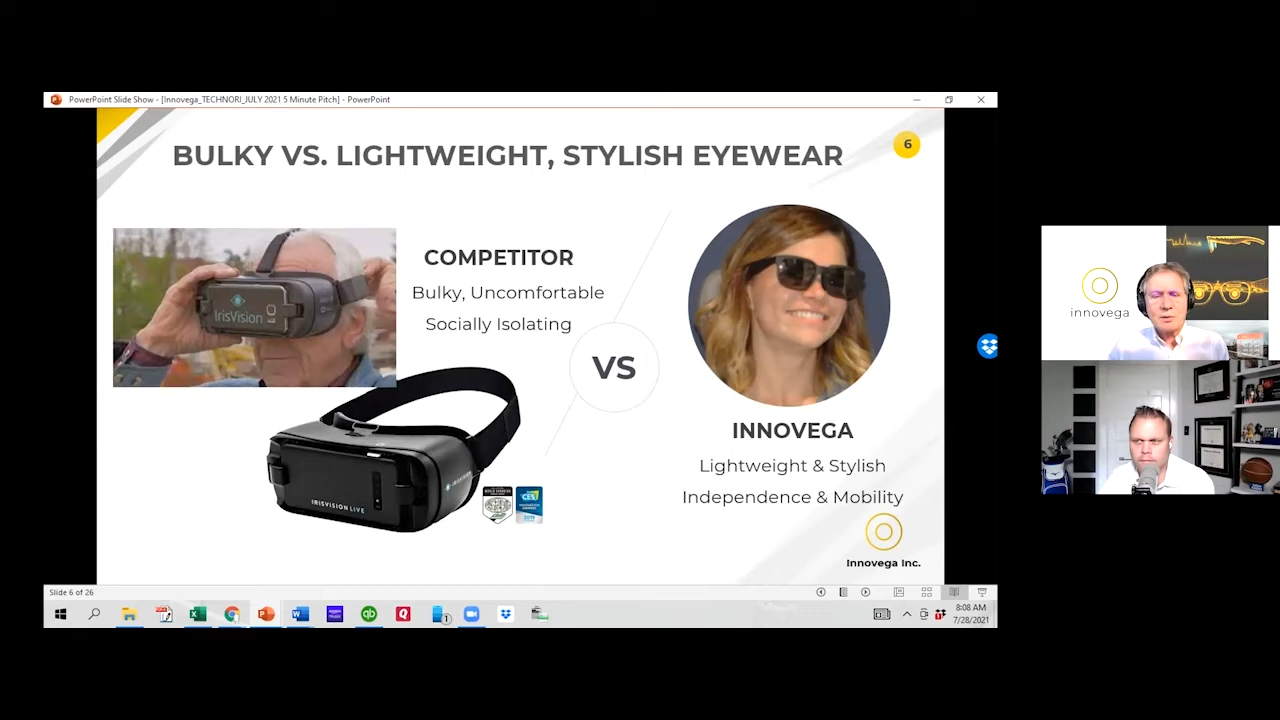 PowerPoint Slide Show - [Innovega_TECHNORI_JULY 2021 5 Minute Pitch] - PowerPoint
BULKY VS. LIGHTWEIGHT, STYLISH EYEWEAR
6
IrisVision
COMPETITOR
Bulky, Uncomfortable
Socially Isolating
VS
IRISVISION LIVE
CES
2019
INNOVEGA
Lightweight & Stylish
Independence & Mobility
Innovega Inc.
innovega
Slide 6 of 26
8:08 AM
7/28/2021